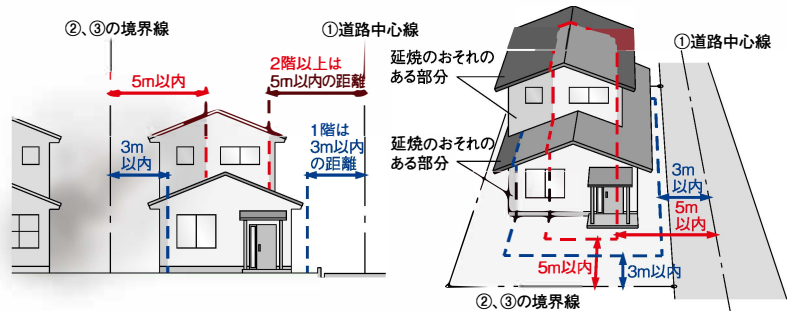 ②、③の境界線
①道路中心線
5m以内
2階以上は
5m以内の距離
3m
以内
1階は
3m以内
の距離
延焼のおそれの
ある部分
延焼のおそれの
ある部分
①道路中心線
3m
以内
5m
以内
5m以内
3m以内
②、③の境界線